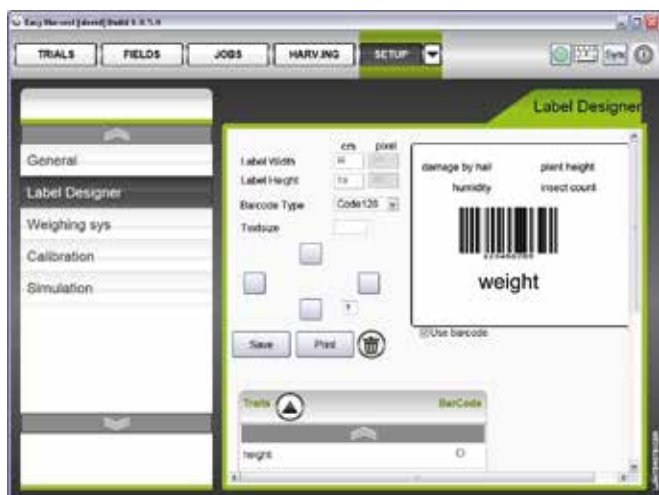 TRIALS FIELDS JOBS HARV.ING SETUP
Label Designer
General
Label Designer
Weighing sys
Calibration
Simulation
cm pixel
Label Width
Label Height
Barcode Type Code128
Textsize
Save Print
damage by hail plant height
humidity insect count
weight
Use barcode
Traits BarCode
height